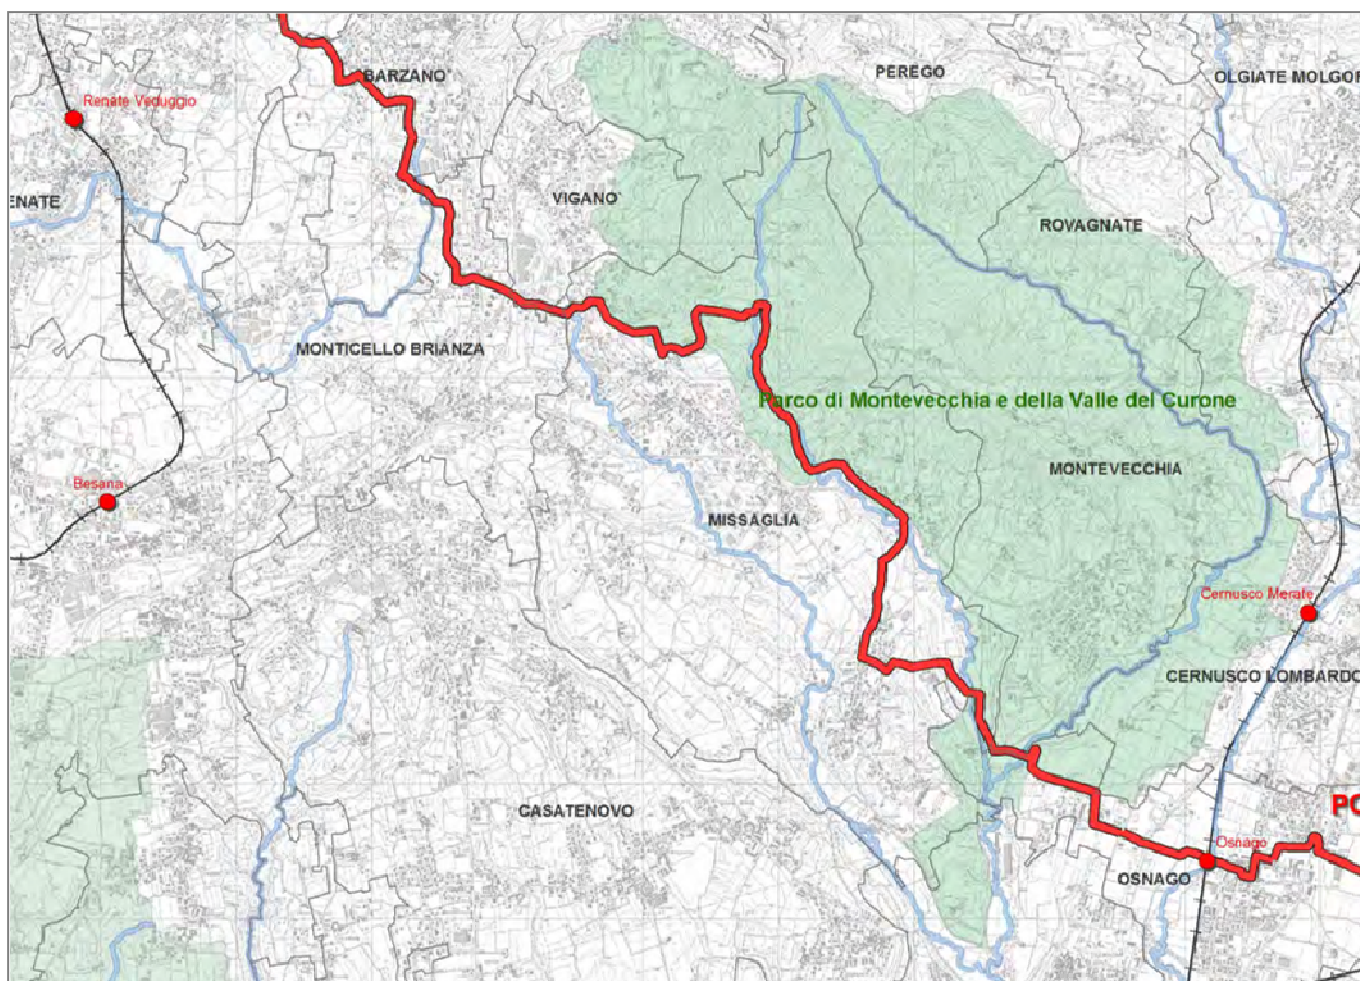 BARZANO`
PEREGO
OLGIATE MOLGOR
Renate Veduggio
ENATE
VIGANO`
ROVAGNATE
MONTICELLO BRIANZA
Parco di Montevecchia e della Valle del Curone
MONTEVECCHIA
Besana
MISSAGLIA
Cernusco Merate
CERNUSCO LOMBARDO
CASATENOVO
PO
Osnago
OSNAGO